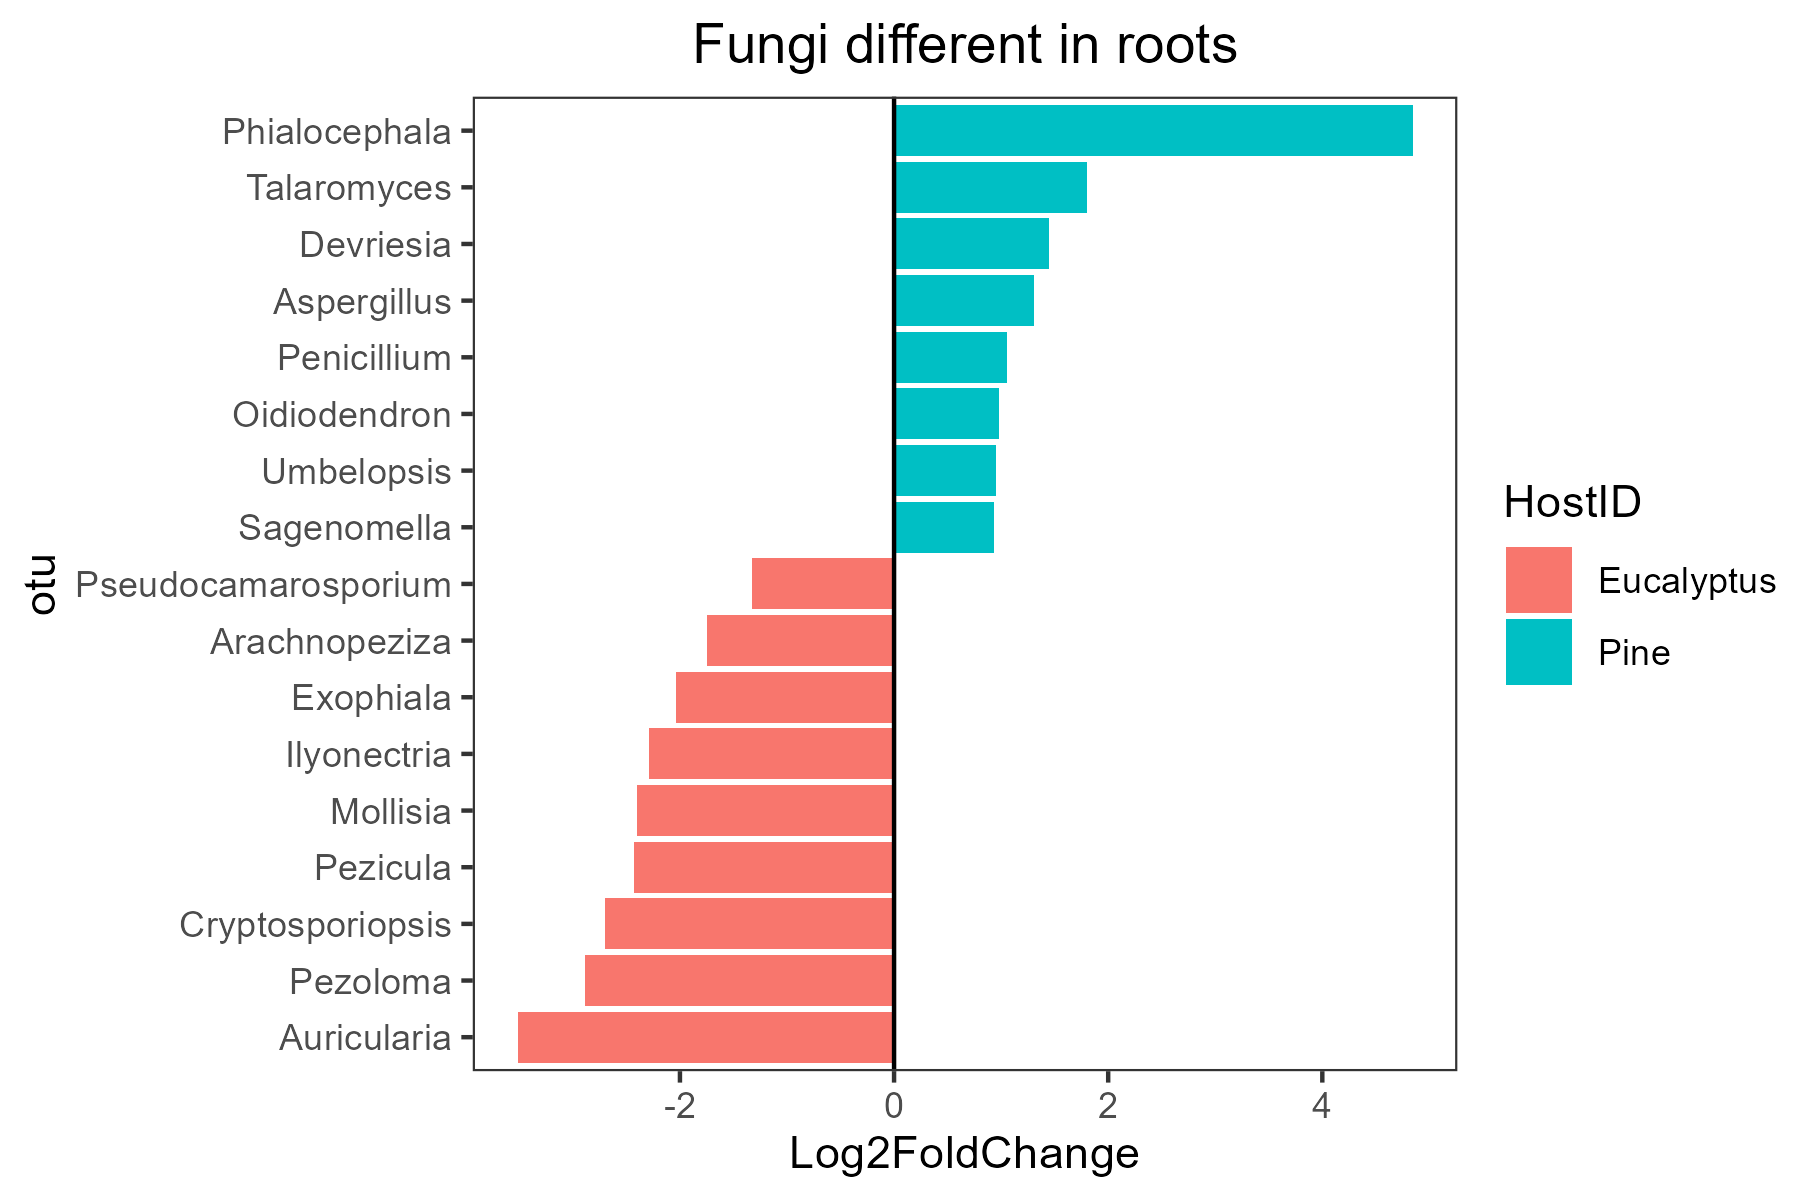 Fungi different in roots
Phialocephala
Talaromyces
Devriesia
Aspergillus
Penicillium
Oidiodendron
Umbelopsis
Sagenomella
Pseudocamarosporium
Arachnopeziza
Exophiala
Ilyonectria
Mollisia
Pezicula
Cryptosporiopsis
Pezoloma
Auricularia
otu
-2 0 2 4
Log2FoldChange
HostID
Eucalyptus
Pine